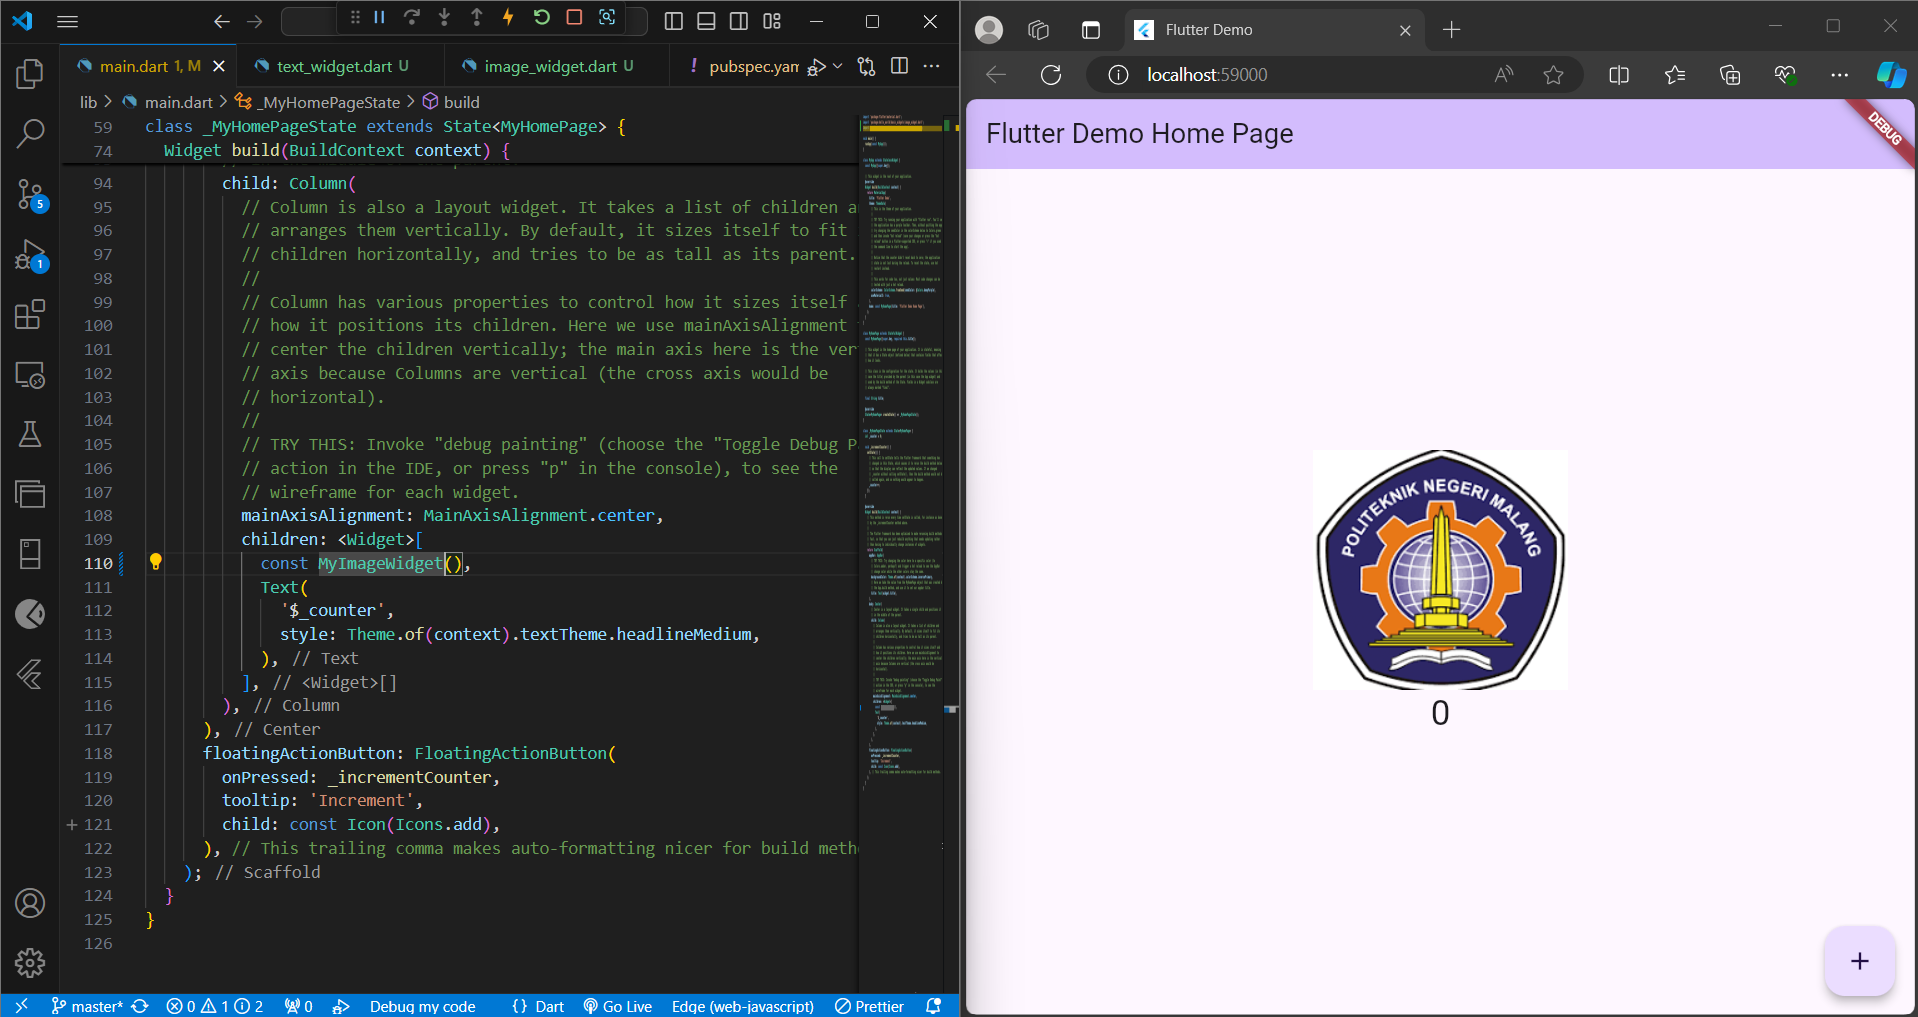 main.dart 1, M
text_widget.dart U
image_widget.dart U
! pubspec.yam
lib > main.dart > _MyHomePageState > build
59 class _MyHomePageState extends State<MyHomePage> {
74 Widget build(BuildContext context) {
94 child: Column(
95 // Column is also a layout widget. It takes a list of children a
96 // arranges them vertically. By default, it sizes itself to fit
97 // children horizontally, and tries to be as tall as its parent.
98 //
99 // Column has various properties to control how it sizes itself
100 // how it positions its children. Here we use mainAxisAlignment
101 // center the children vertically; the main axis here is the ver
102 // axis because Columns are vertical (the cross axis would be
103 // horizontal).
104 //
105 // TRY THIS: Invoke "debug painting" (choose the "Toggle Debug P
106 // action in the IDE, or press "p" in the console), to see the
107 // wireframe for each widget.
108 mainAxisAlignment: MainAxisAlignment.center,
109 children: <Widget>[
110 const MyImageWidget(),
111 Text(
112 '$_counter',
113 style: Theme.of(context).textTheme.headlineMedium,
114 ), // Text
115 ], // <Widget>[]
116 ), // Column
117 ), // Center
118 floatingActionButton: FloatingActionButton(
119 onPressed: _incrementCounter,
120 tooltip: 'Increment',
121 child: const Icon(Icons.add),
122 ), // This trailing comma makes auto-formatting nicer for build meth
123 ); // Scaffold
124 }
125 }
126
5
1
master* 0 1 2 0 Debug my code {} Dart Go Live Edge (web-javascript) Prettier
Flutter Demo
localhost:59000
Flutter Demo Home Page
DEBUG
POLITEKNIK NEGERI MALANG
0
+